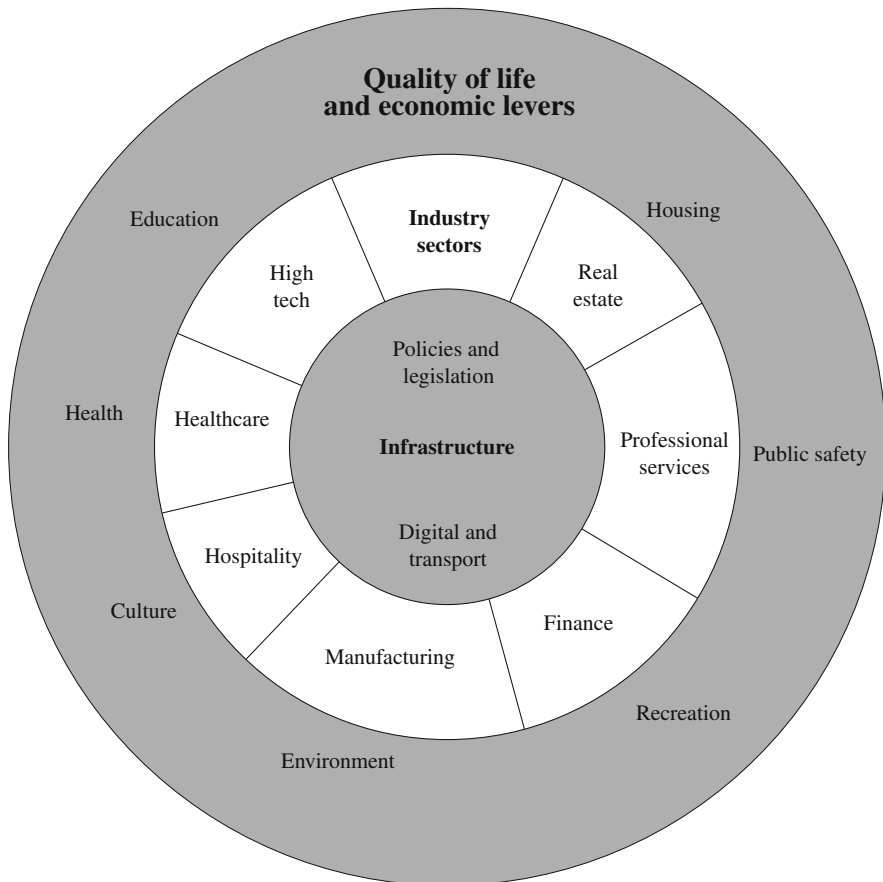 Quality of life
and economic levers
Education
Housing
Industry
sectors
High
tech
Real
estate
Policies and
legislation
Health
Healthcare
Infrastructure
Professional
services
Public safety
Digital and
transport
Hospitality
Culture
Finance
Manufacturing
Recreation
Environment